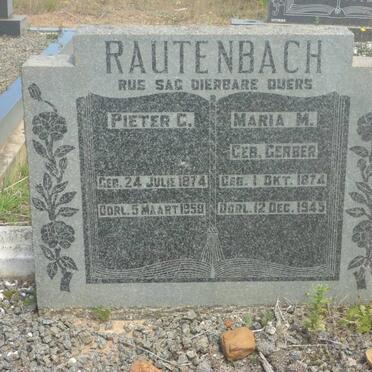 RAUTENBACH
RUS SAG DIERBARE OUERS
PIETER C.
GEB. 24 JULIE 1874
OORL. 5 MAART 1959
MARIA M.
GEB. GERBER
GEB. 1 OKT. 1874
OORL. 12 DEC. 1945